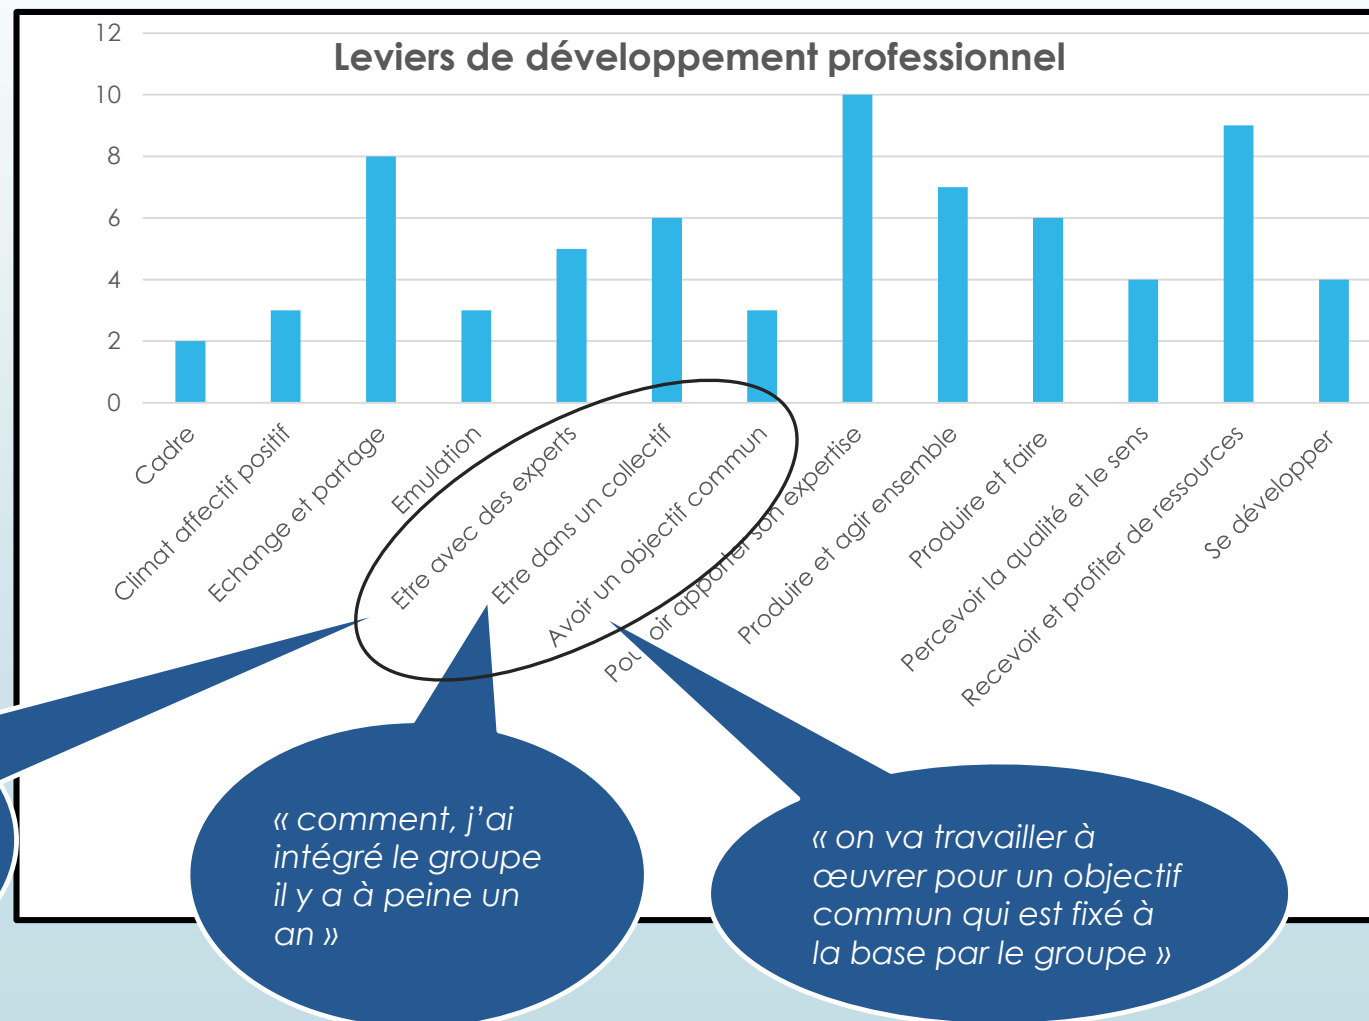 12
Leviers de développement professionnel
10
8
6
4
2
0
Cadre
Climat affectif positif
Echange et partage
Emulation
Etre avec des experts
Etre dans un collectif
Avoir un objectif commun
apporter son expertise
Produire et agir ensemble
Produire et faire
Percevoir la qualité et le sens
Recevoir et profiter de ressources
Se développer
« comment, j’ai
intégré le groupe
il y a à peine un
an »
« on va travailler à
œuvrer pour un objectif
commun qui est fixé à
la base par le groupe »